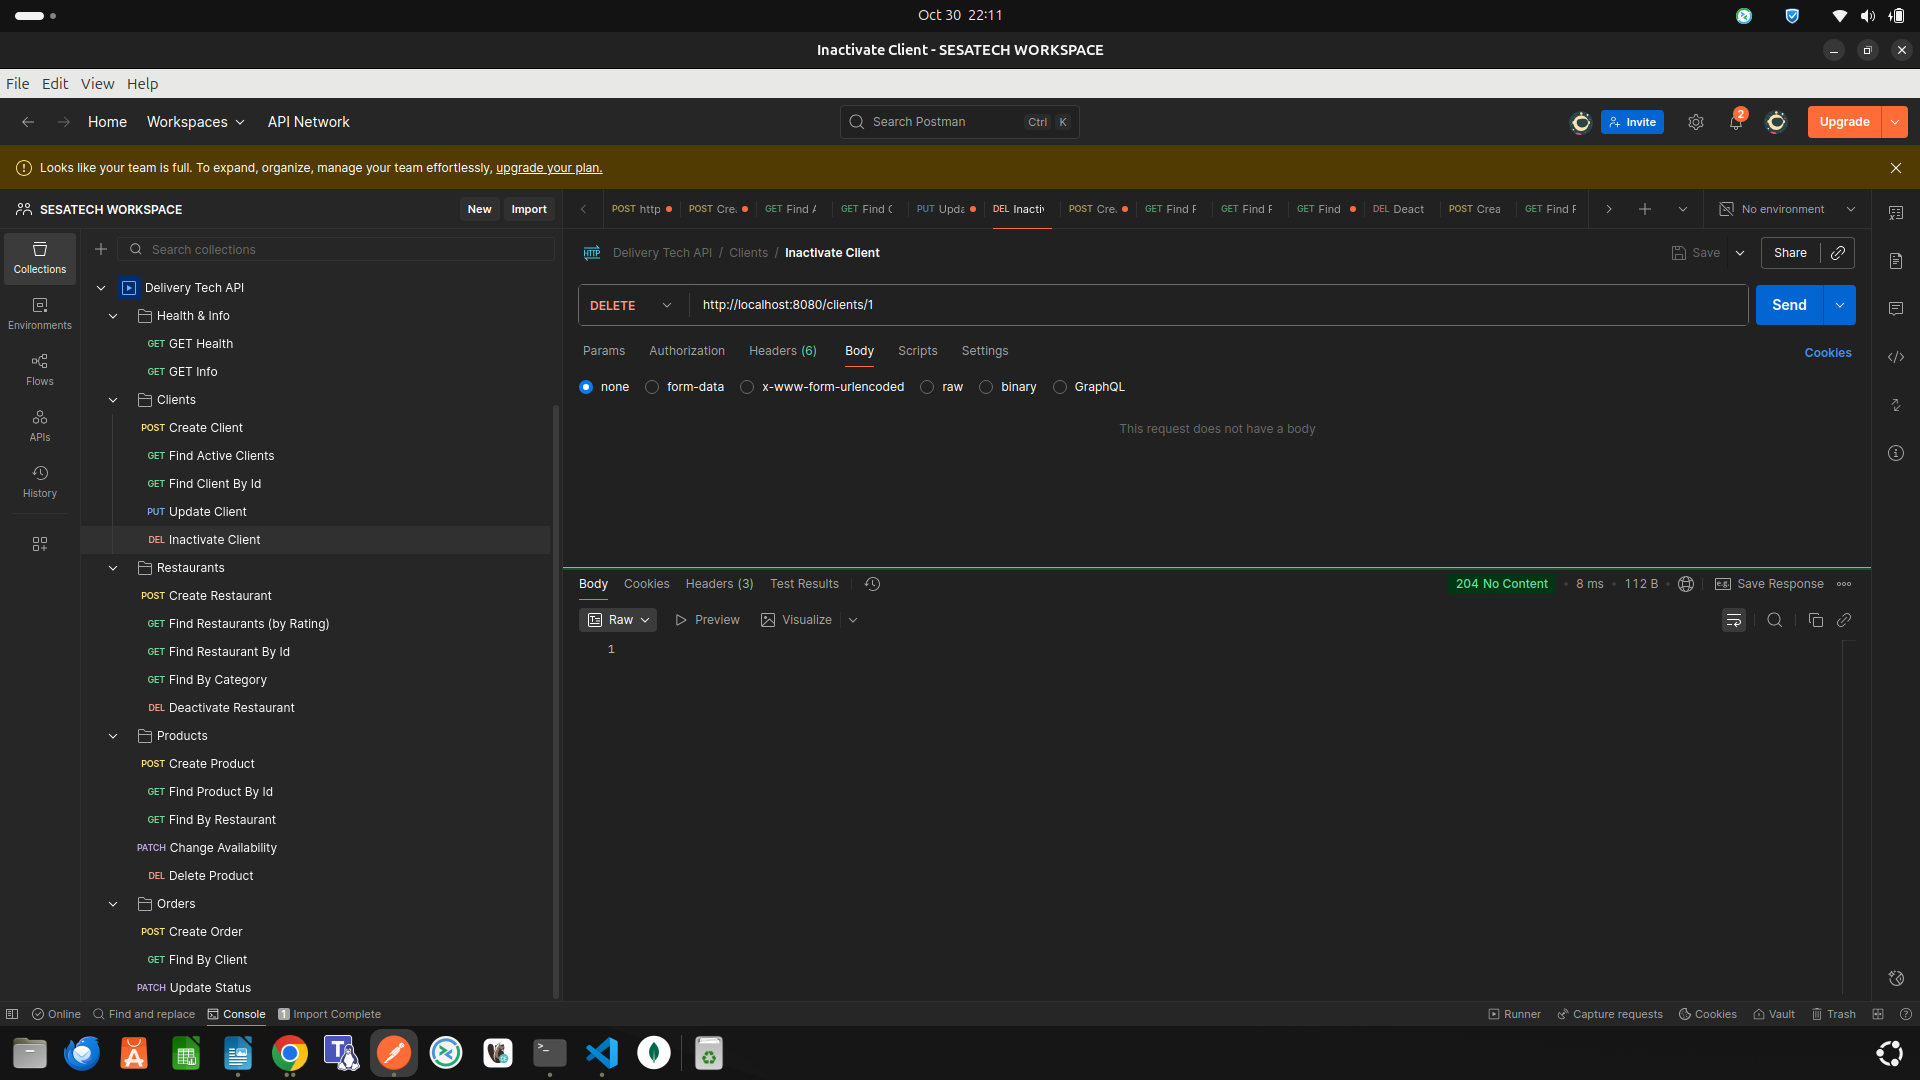 Oct 30 22:11
Inactivate Client - SESATECH WORKSPACE
File Edit View Help
Home Workspaces API Network Search Postman Ctrl K Invite 2 Upgrade
Looks like your team is full. To expand, organize, manage your team effortlessly, upgrade your plan.
SESATECH WORKSPACE New Import
POST http POST Cre GET Find A GET Find C PUT Upda DEL Inactiv POST Cre GET Find F GET Find F GET Find DEL Deact POST Crea GET Find F No environment
Collections
Environments
Flows
APIs
History
Search collections
Delivery Tech API
Health & Info
GET GET Health
GET GET Info
Clients
POST Create Client
GET Find Active Clients
GET Find Client By Id
PUT Update Client
DEL Inactivate Client
Restaurants
POST Create Restaurant
GET Find Restaurants (by Rating)
GET Find Restaurant By Id
GET Find By Category
DEL Deactivate Restaurant
Products
POST Create Product
GET Find Product By Id
GET Find By Restaurant
PATCH Change Availability
DEL Delete Product
Orders
POST Create Order
GET Find By Client
PATCH Update Status
HTTP Delivery Tech API / Clients / Inactivate Client Save Share
DELETE http://localhost:8080/clients/1 Send
Params Authorization Headers (6) Body Scripts Settings Cookies
none form-data x-www-form-urlencoded raw binary GraphQL
This request does not have a body
Body Cookies Headers (3) Test Results 204 No Content 8 ms 112 B e.g. Save Response
Raw Preview Visualize
1
Online Find and replace Console 1 Import Complete Runner Capture requests Cookies Vault Trash